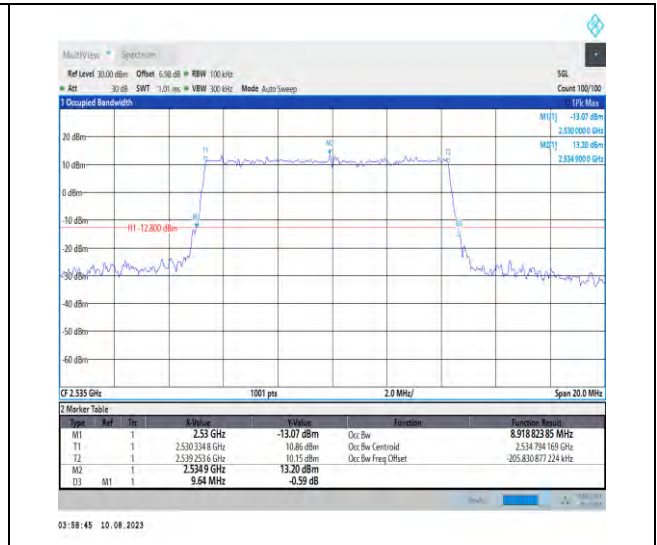 MultiView Spectrum
Ref Level 30.00 dBm Offset 6.98 dB RBW 100 kHz SGL
Att 30 dB SWT 1.01 ms VBW 300 kHz Mode Auto Sweep Count 100/100
1 Occupied Bandwidth 1Pk Max
M1[1] -13.07 dBm
2.530 000 0 GHz
20 dBm
M2[1] 13.20 dBm
2.534 900 0 GHz
T1 M2 T2
10 dBm
0 dBm
-10 dBm
M1
H1 -12.800 dBm
-20 dBm
-30 dBm
-40 dBm
-50 dBm
-60 dBm
CF 2.535 GHz 1001 pts 2.0 MHz/ Span 20.0 MHz
2 Marker Table
Type Ref Trc X-Value Y-Value Function Function Result
M1 1 2.53 GHz -13.07 dBm Occ Bw 8.918 823 85 MHz
T1 1 2.530 334 8 GHz 10.86 dBm Occ Bw Centroid 2.534 794 169 GHz
T2 1 2.539 253 6 GHz 10.15 dBm Occ Bw Freq Offset -205.830 877 224 kHz
M2 1 2.534 9 GHz 13.20 dBm
D3 M1 1 9.64 MHz -0.59 dB
03:58:45 10.08.2023